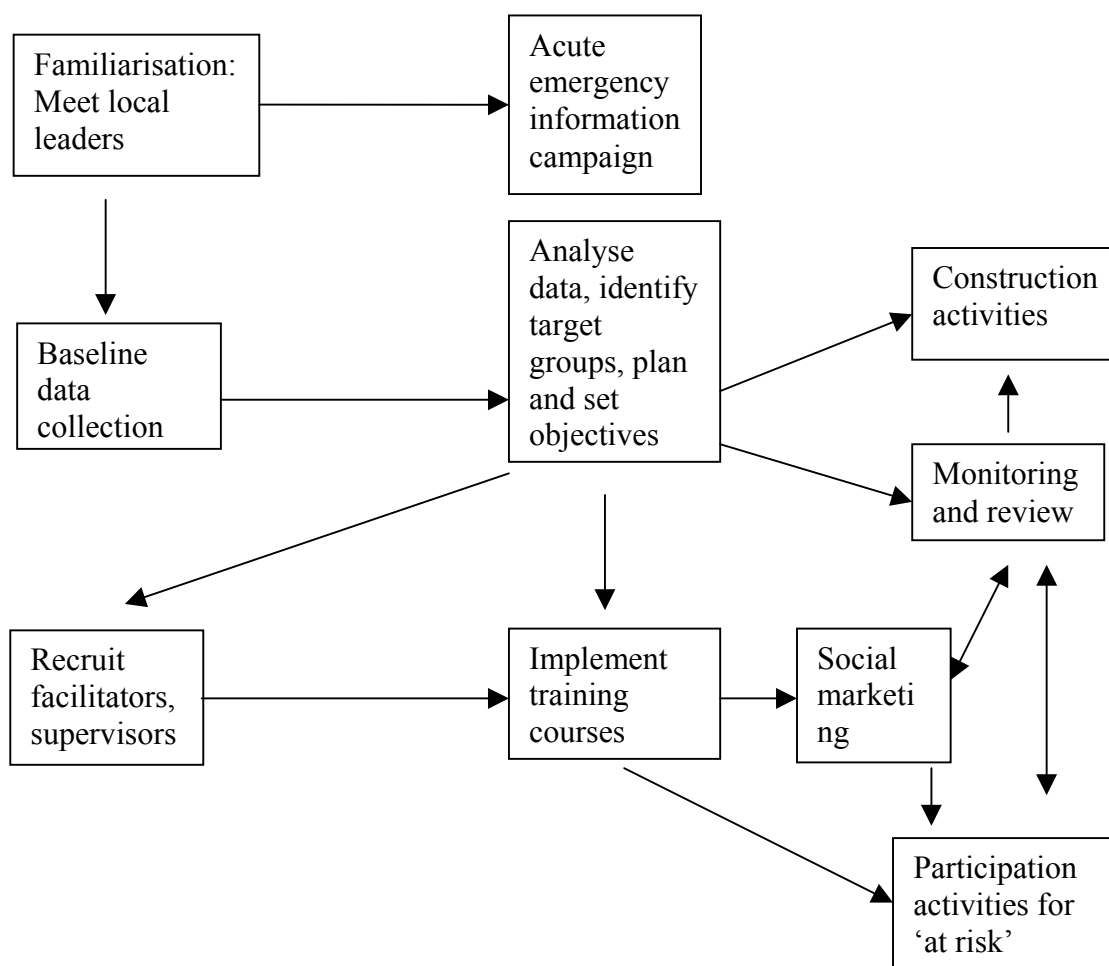 Familiarisation:
Meet local
leaders
Acute
emergency
information
campaign
Analyse
data, identify
target
groups, plan
and set
objectives
Construction
activities
Baseline
data
collection
Monitoring
and review
Recruit
facilitators,
supervisors
Implement
training
courses
Social
marketi
ng
Participation
activities for
‘at risk’